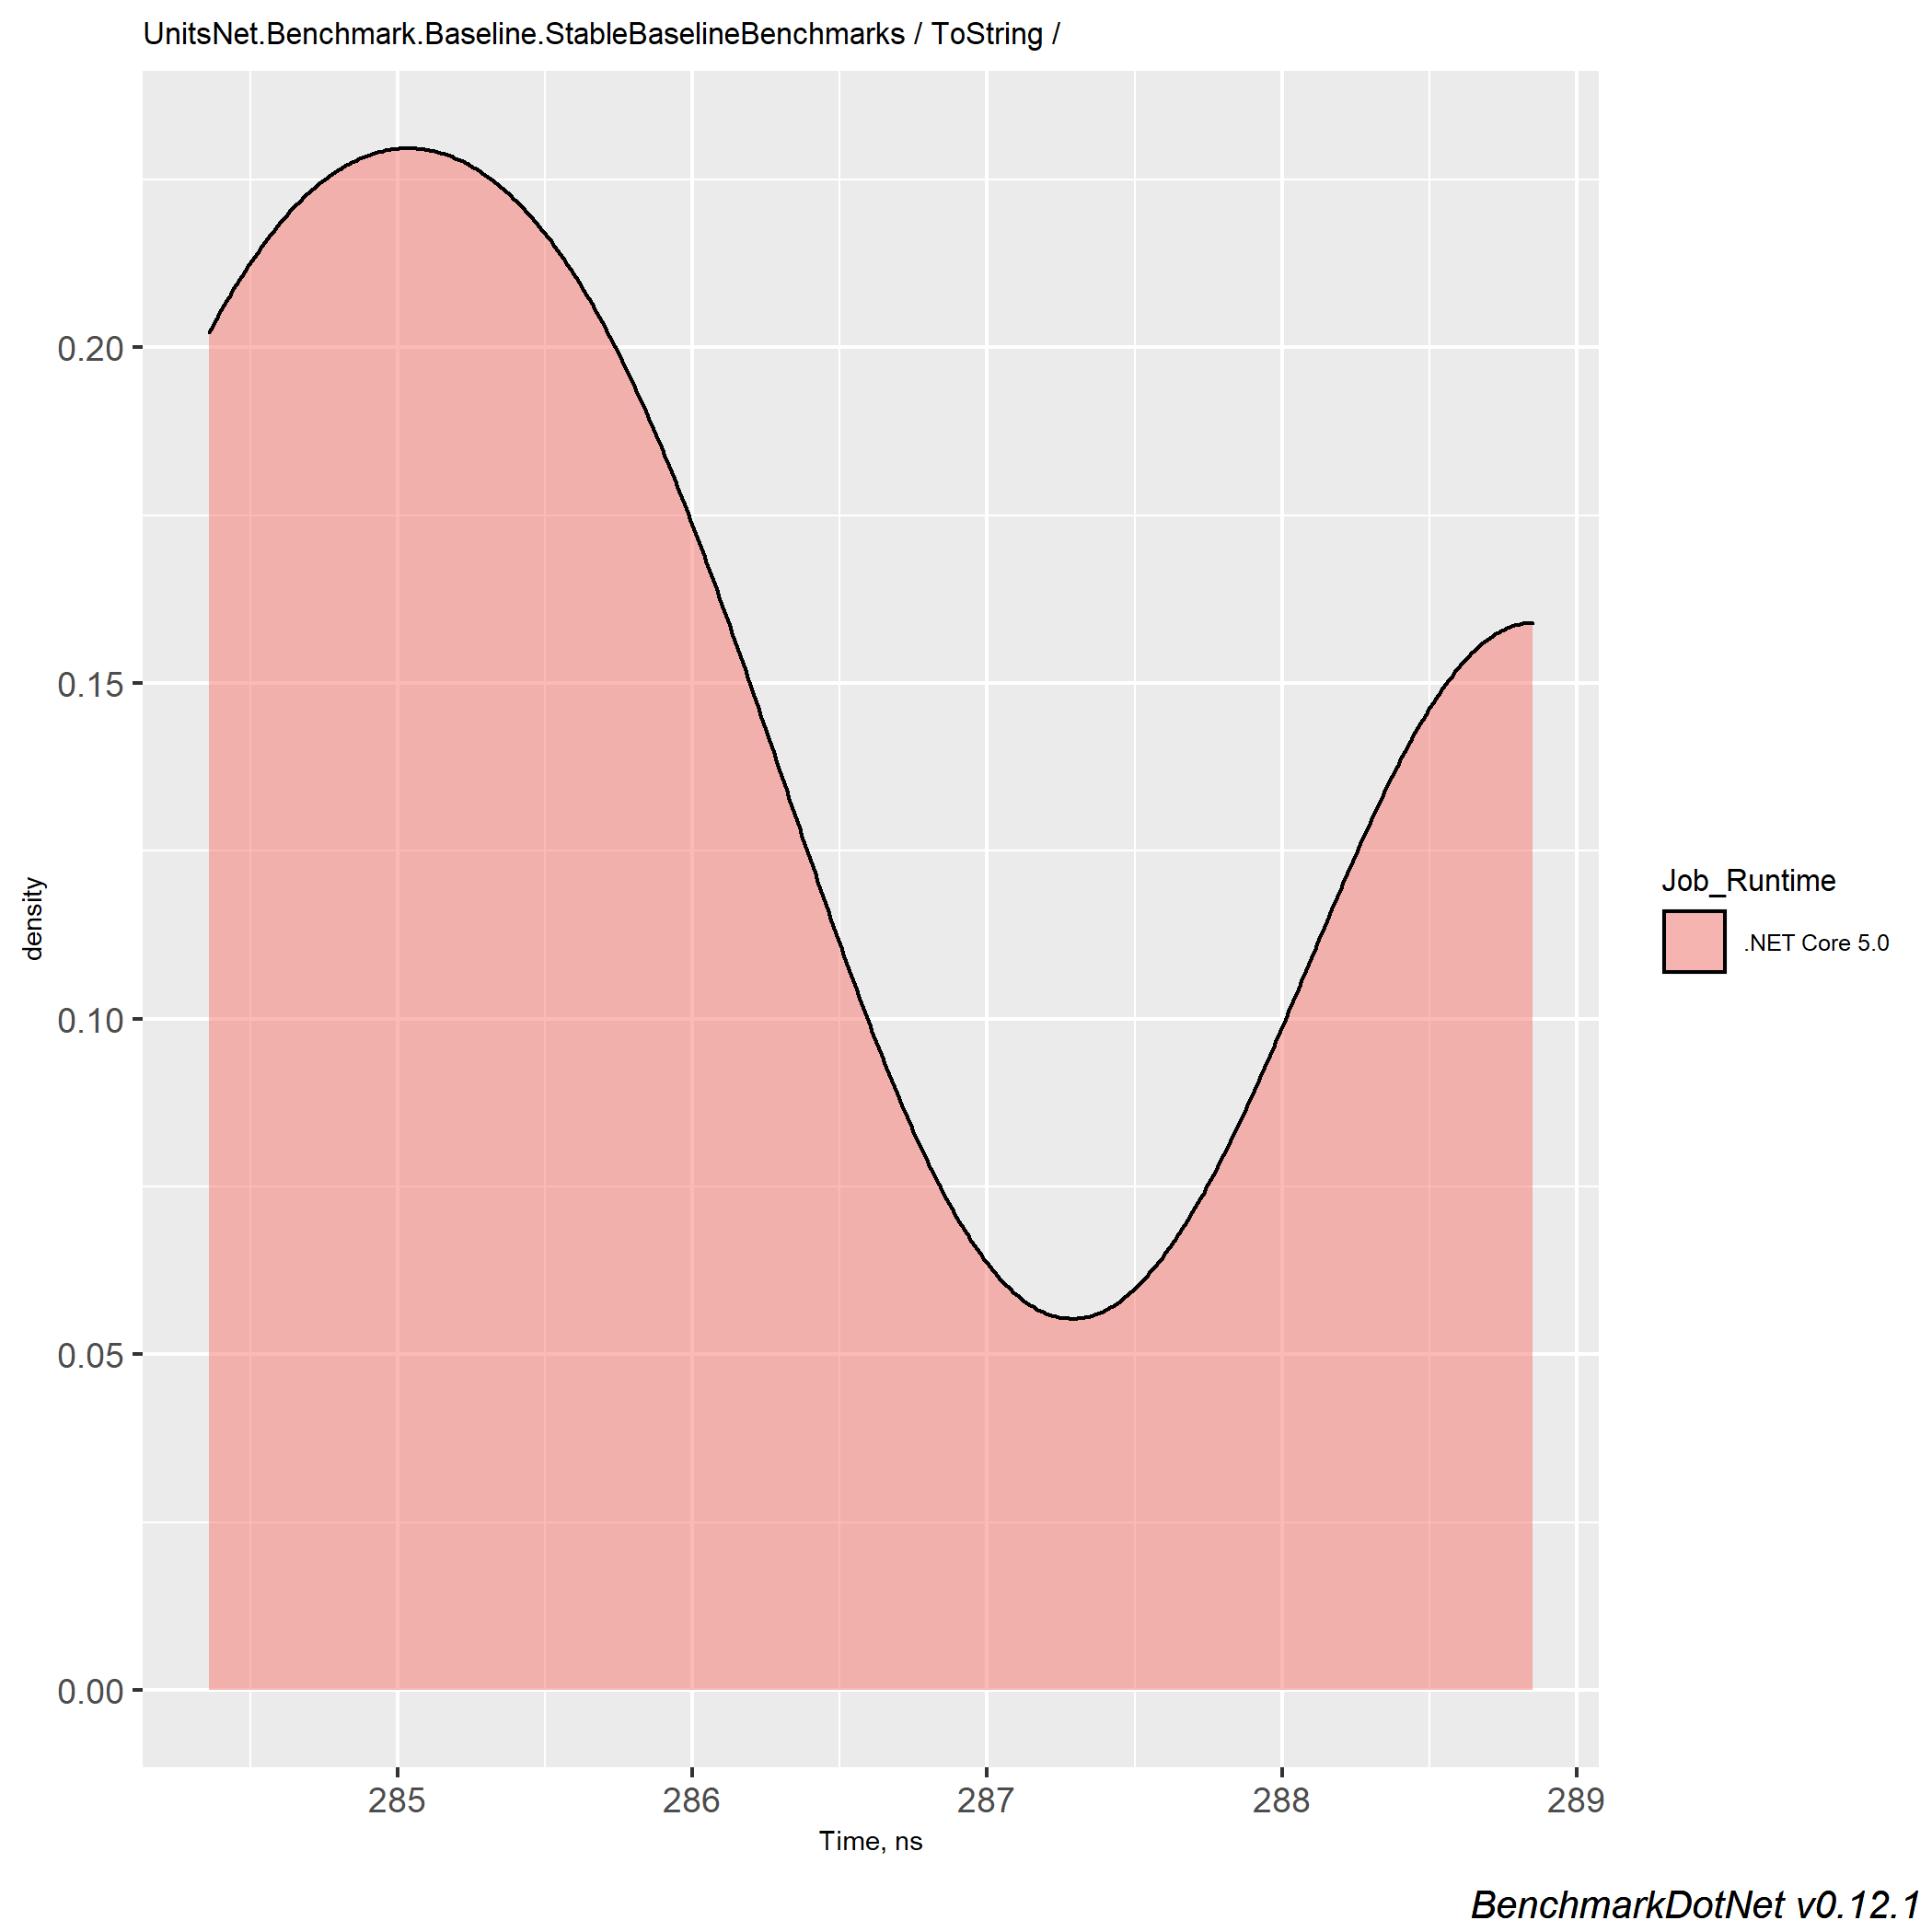 UnitsNet.Benchmark.Baseline.StableBaselineBenchmarks / ToString /
0.20
0.15
0.10
0.05
0.00
density
285 286 287 288 289
Time, ns
Job_Runtime
.NET Core 5.0
BenchmarkDotNet v0.12.1